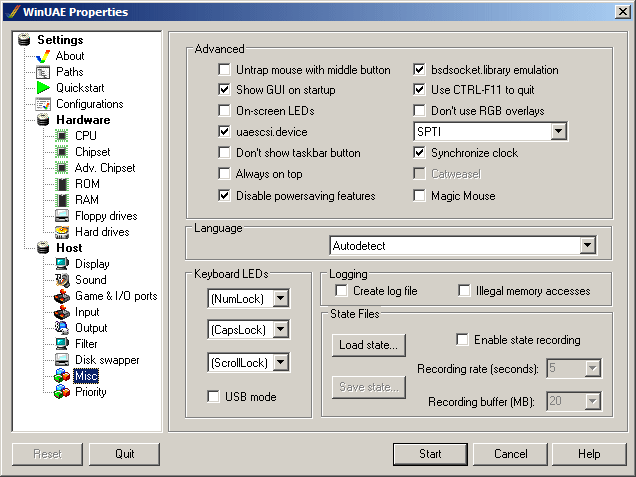 WinUAE Properties
Settings
About
Paths
Quickstart
Configurations
Hardware
CPU
Chipset
Adv. Chipset
ROM
RAM
Floppy drives
Hard drives
Host
Display
Sound
Game & I/O ports
Input
Output
Filter
Disk swapper
Misc
Priority
Advanced
Untrap mouse with middle button
bsdsocket.library emulation
Show GUI on startup
Use CTRL-F11 to quit
On-screen LEDs
Don't use RGB overlays
uaescsi.device
SPTI
Don't show taskbar button
Synchronize clock
Always on top
Catweasel
Disable powersaving features
Magic Mouse
Language
Autodetect
Keyboard LEDs
(NumLock)
(CapsLock)
(ScrollLock)
USB mode
Logging
Create log file
Illegal memory accesses
State Files
Load state...
Enable state recording
Recording rate (seconds):
5
Save state...
Recording buffer (MB):
20
Reset
Quit
Start
Cancel
Help